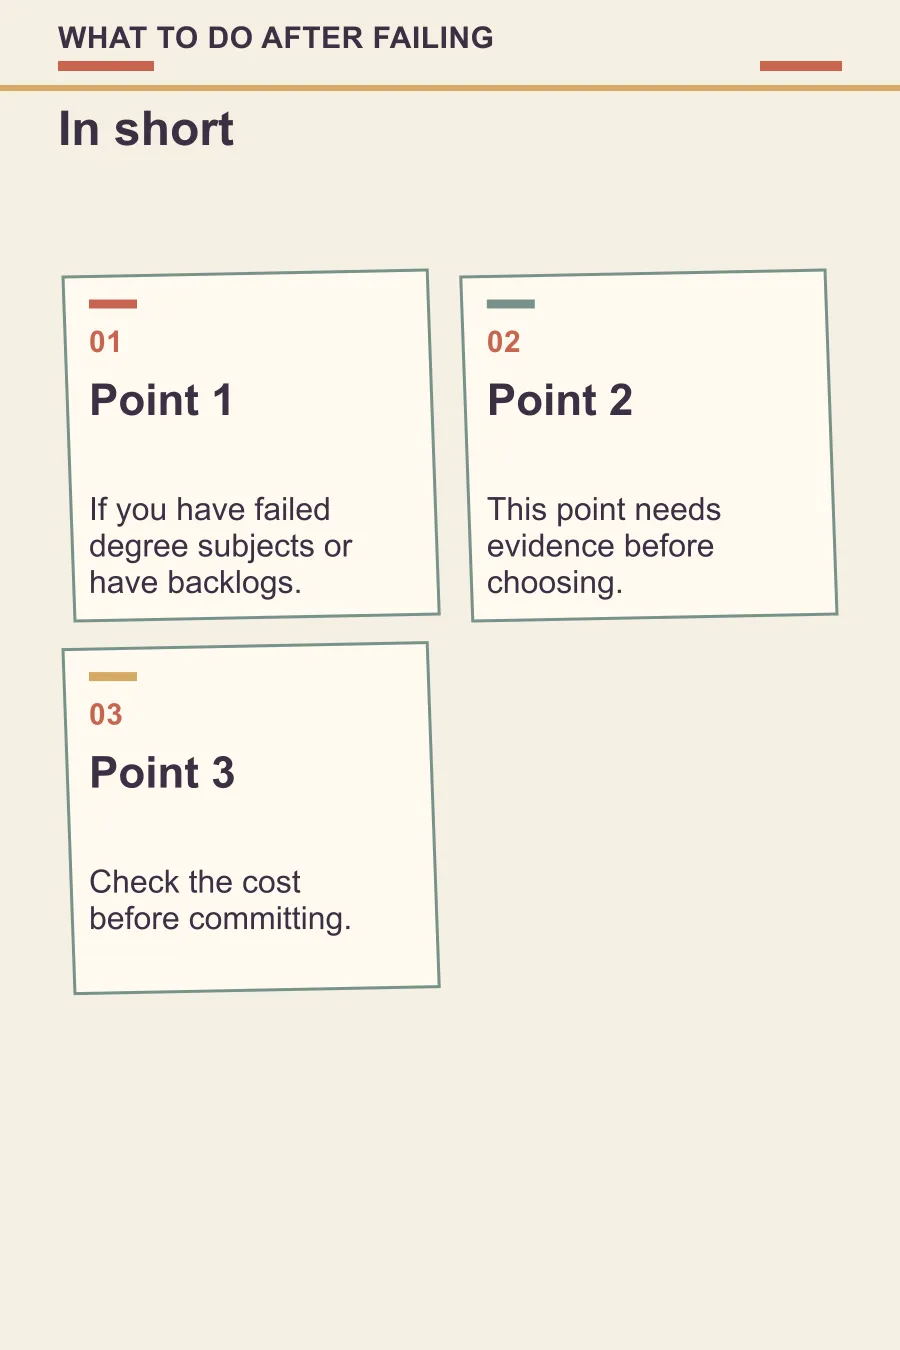 WHAT TO DO AFTER FAILING
In short
01
Point 1
If you have failed
degree subjects or
have backlogs.
02
Point 2
This point needs
evidence before
choosing.
03
Point 3
Check the cost
before committing.